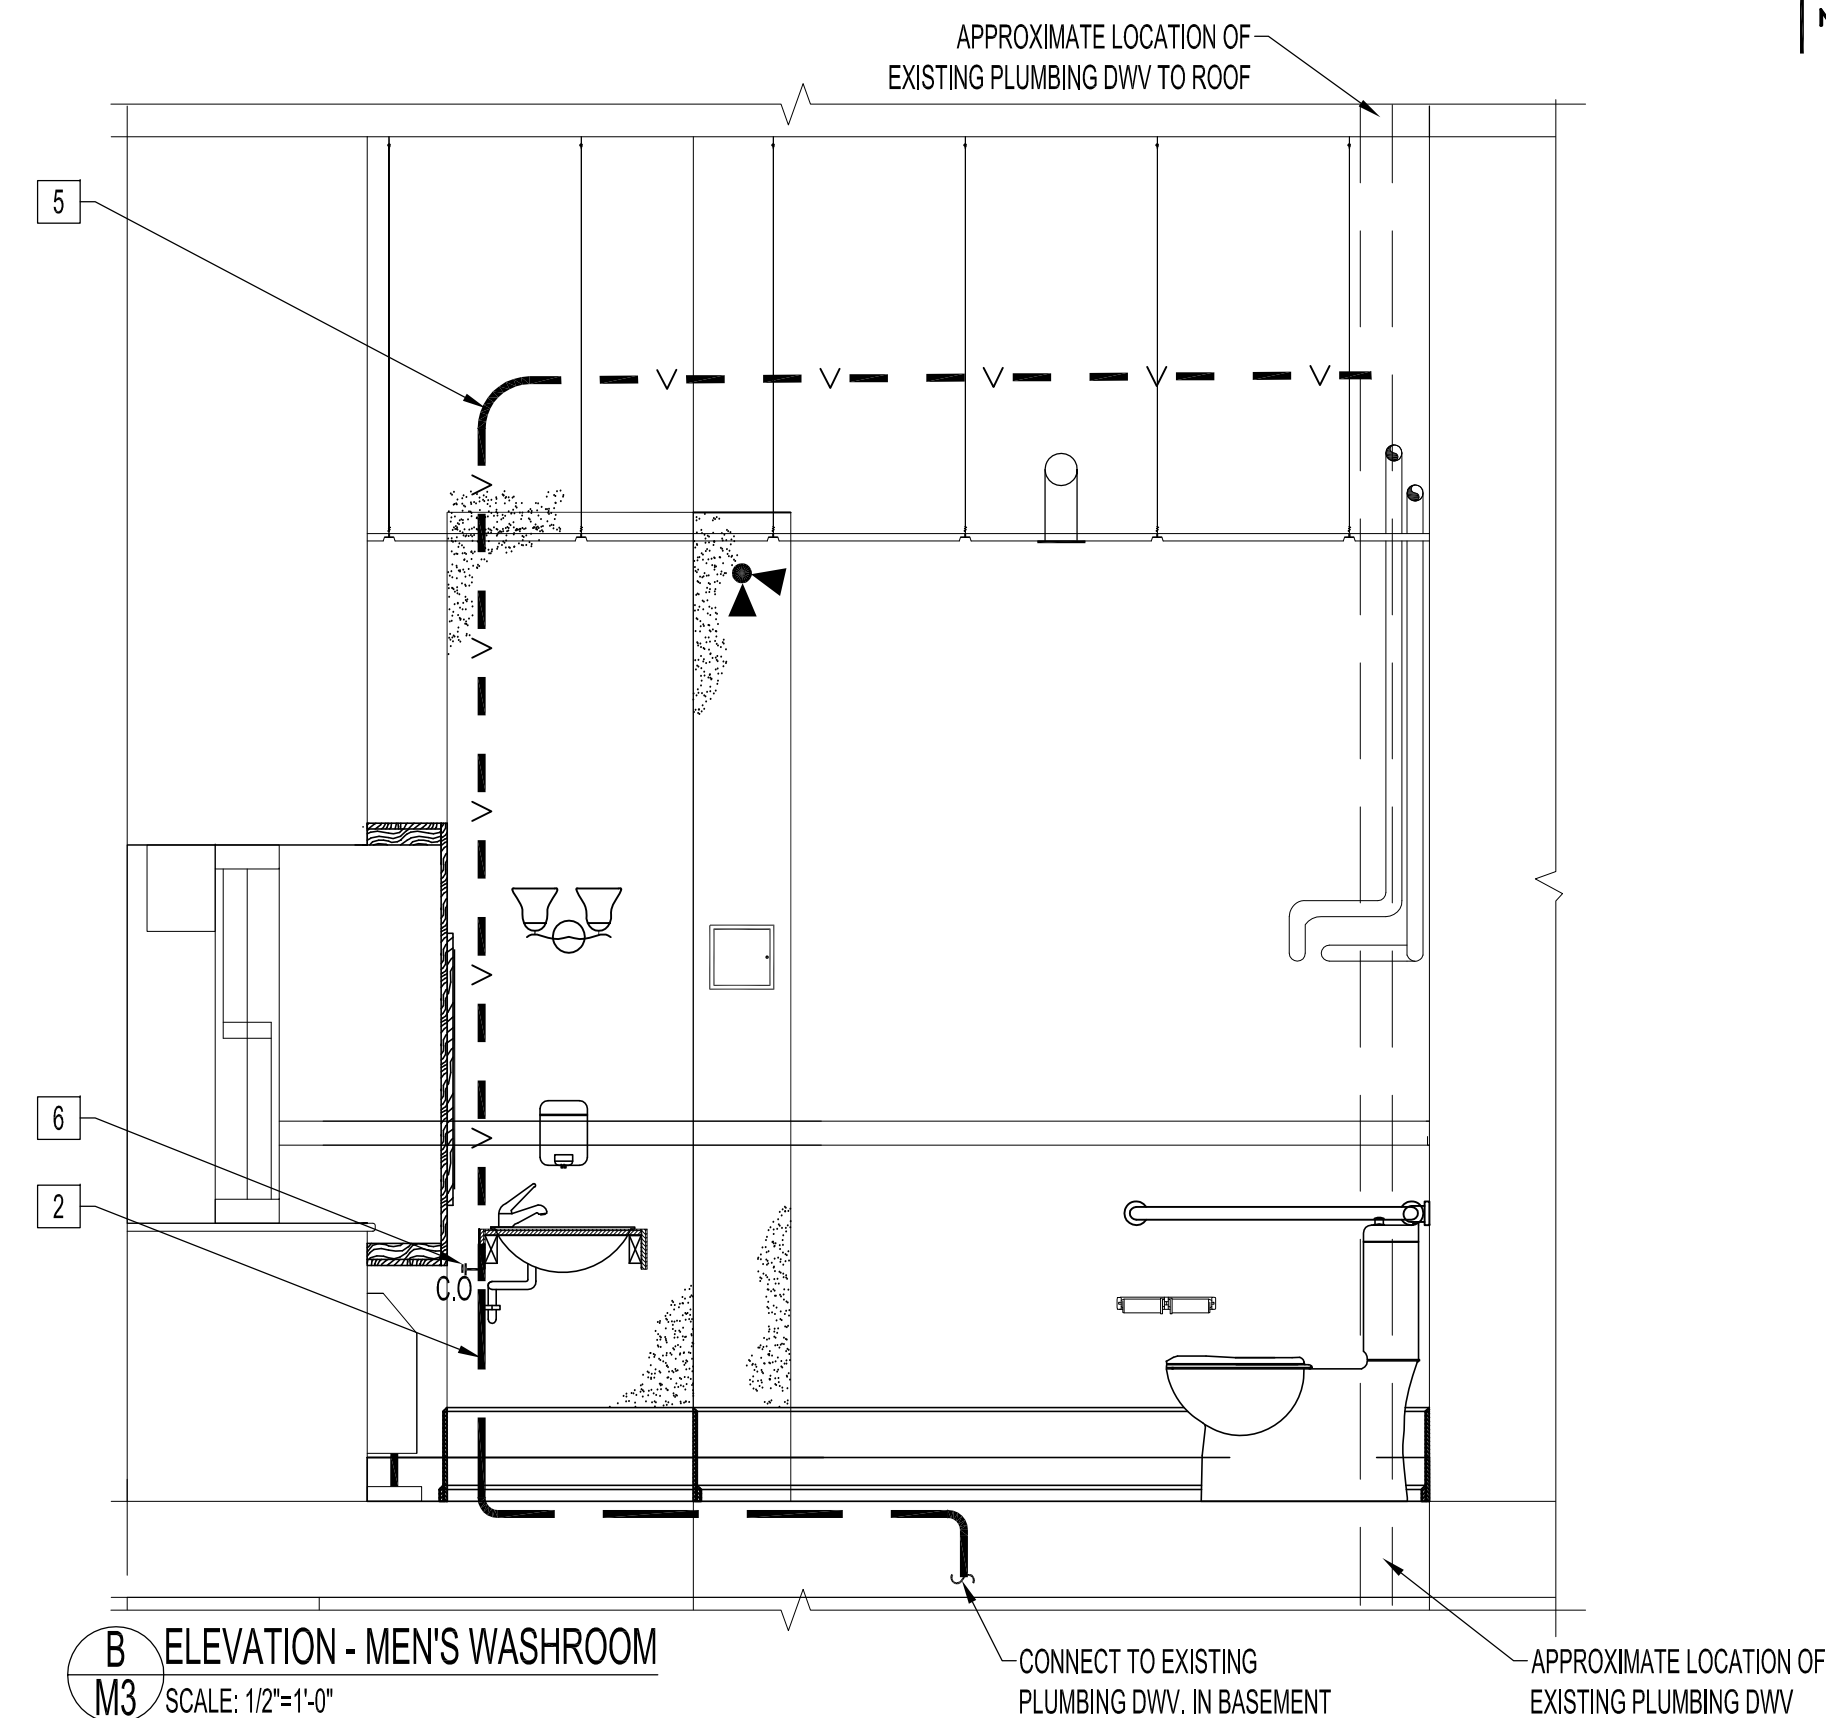 APPROXIMATE LOCATION OF
EXISTING PLUMBING DWV TO ROOF
5
6
2
C.O
B
M3
ELEVATION - MEN'S WASHROOM
SCALE: 1/2"=1'-0"
CONNECT TO EXISTING
PLUMBING DWV. IN BASEMENT
APPROXIMATE LOCATION OF
EXISTING PLUMBING DWV